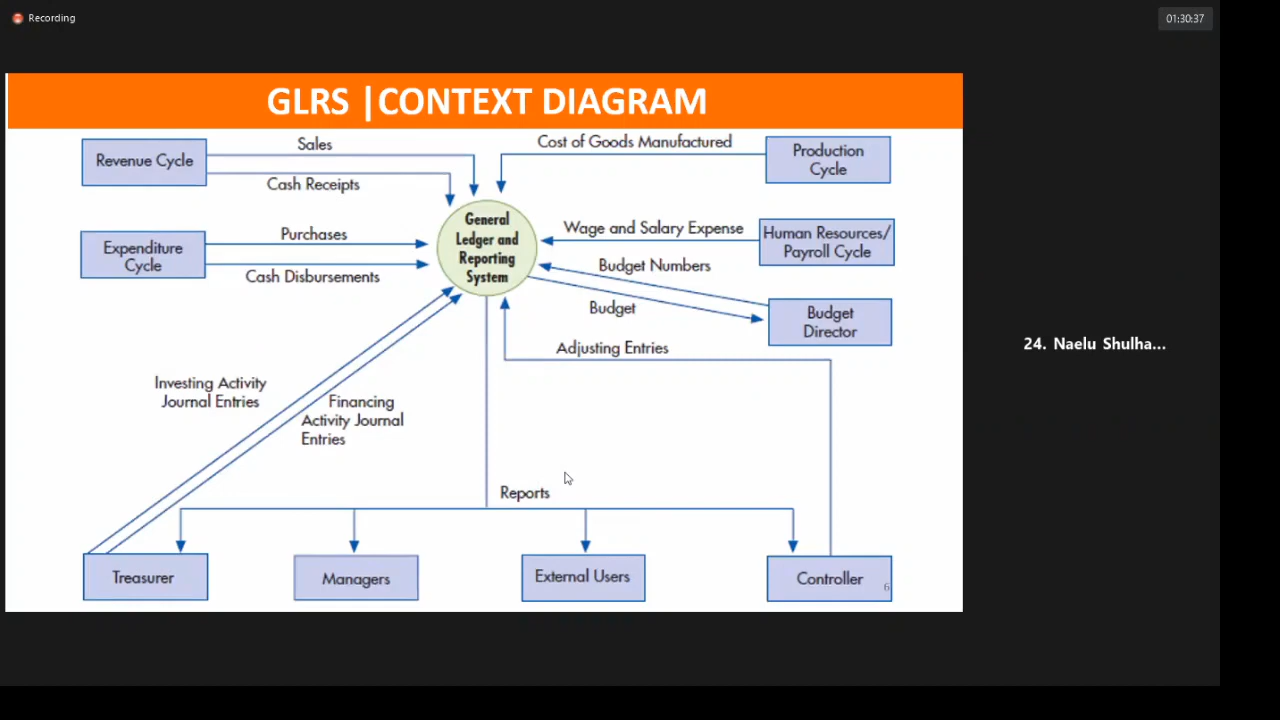 Recording
01:30:37
GLRS |CONTEXT DIAGRAM
Revenue Cycle
Sales
Cash Receipts
Cost of Goods Manufactured
Production
Cycle
General
Ledger and
Reporting
System
Expenditure
Cycle
Purchases
Cash Disbursements
Wage and Salary Expense
Human Resources/
Payroll Cycle
Budget Numbers
Budget
Budget
Director
Adjusting Entries
Investing Activity
Journal Entries
Financing
Activity Journal
Entries
Reports
Treasurer
Managers
External Users
Controller
6
24. Naelu Shulha...